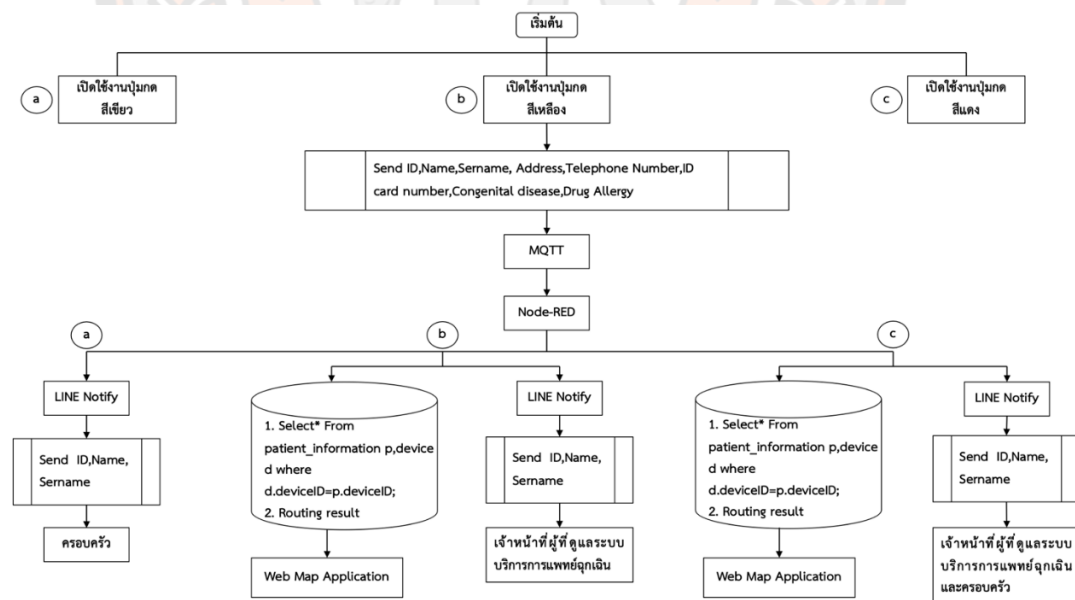 เริ่มต้น
a
เปิดใช้งานปุ่มกด
สีเขียว
b
เปิดใช้งานปุ่มกด
สีเหลือง
c
เปิดใช้งานปุ่มกด
สีแดง
Send ID,Name,Sername, Address,Telephone Number,ID
card number,Congenital disease,Drug Allergy
MQTT
Node-RED
a
b
c
LINE Notify
Send ID,Name,
Sername
ครอบครัว
1. Select* From
patient_information p,device
d where
d.deviceID=p.deviceID;
2. Routing result
Web Map Application
LINE Notify
Send ID,Name,
Sername
เจ้าหน้าที่ผู้ที่ดูแลระบบ
บริการการแพทย์ฉุกเฉิน
1. Select* From
patient_information p,device
d where
d.deviceID=p.deviceID;
2. Routing result
Web Map Application
LINE Notify
Send ID,Name,
Sername
เจ้าหน้าที่ผู้ที่ดูแลระบบ
บริการการแพทย์ฉุกเฉิน
และครอบครัว